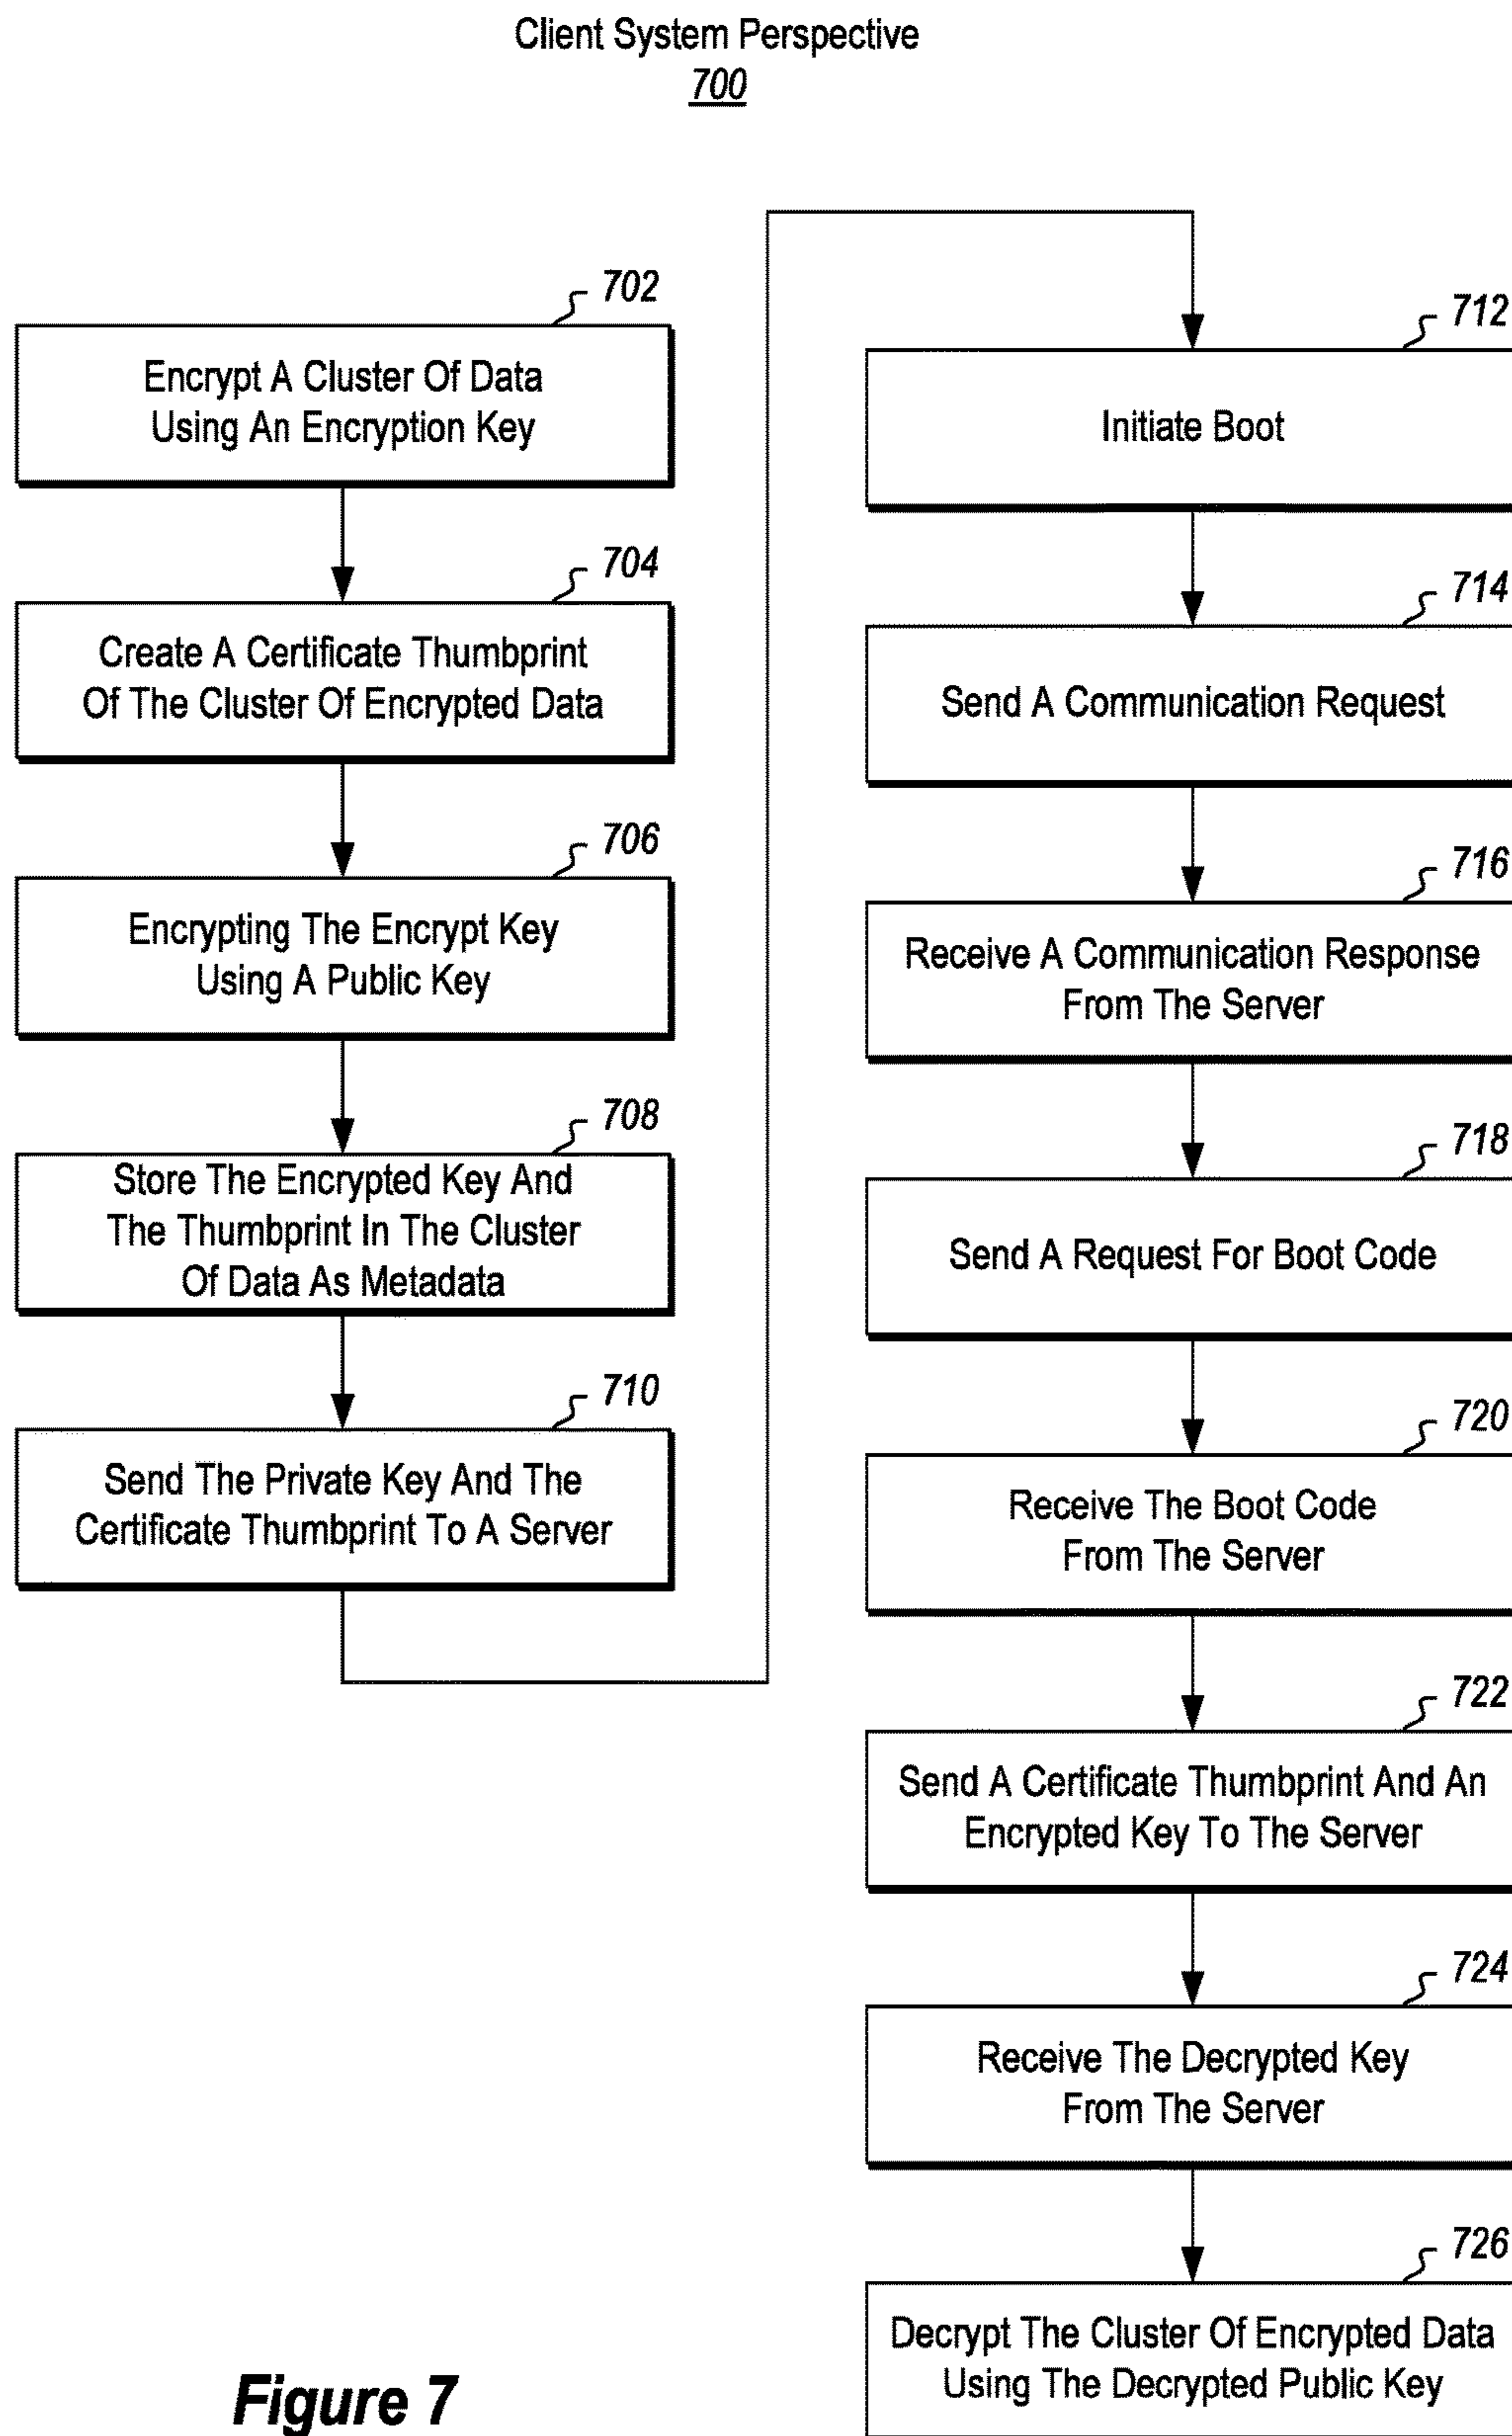 Client System Perspective
700
702
Encrypt A Cluster Of Data
Using An Encryption Key
704
Create A Certificate Thumbprint
Of The Cluster Of Encrypted Data
706
Encrypting The Encrypt Key
Using A Public Key
708
Store The Encrypted Key And
The Thumbprint In The Cluster
Of Data As Metadata
710
Send The Private Key And The
Certificate Thumbprint To A Server
712
Initiate Boot
714
Send A Communication Request
716
Receive A Communication Response
From The Server
718
Send A Request For Boot Code
720
Receive The Boot Code
From The Server
722
Send A Certificate Thumbprint And An
Encrypted Key To The Server
724
Receive The Decrypted Key
From The Server
726
Decrypt The Cluster Of Encrypted Data
Using The Decrypted Public Key
Figure 7